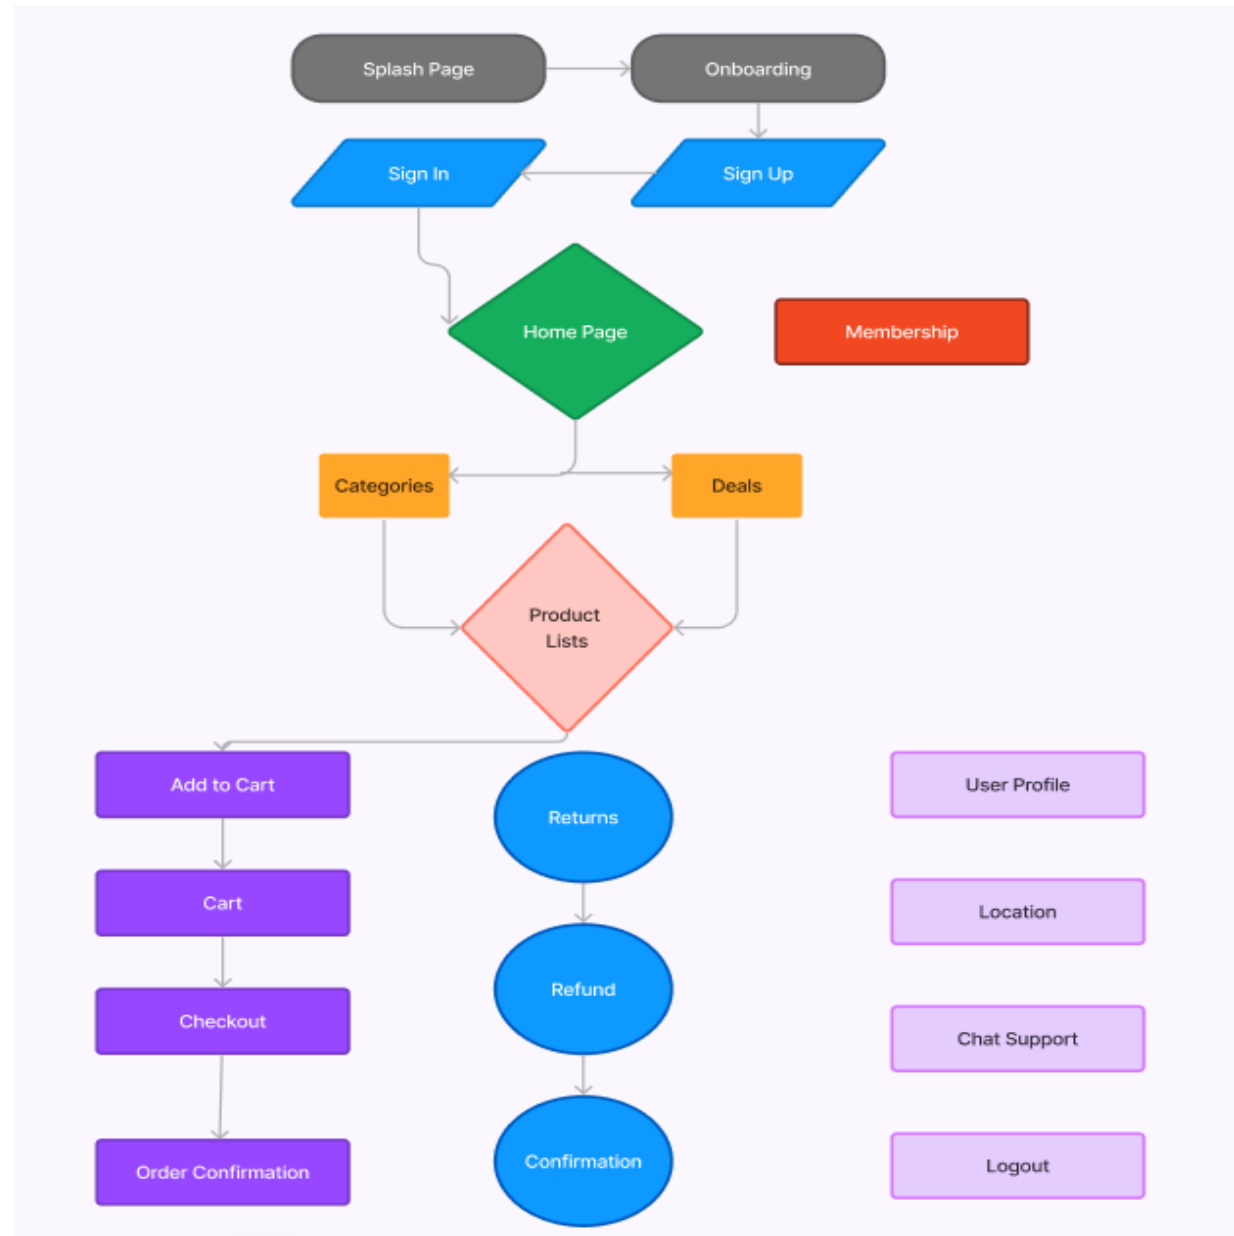 Splash Page
Onboarding
Sign In
Sign Up
Home Page
Membership
Categories
Deals
Product
Lists
Add to Cart
Returns
User Profile
Cart
Location
Refund
Checkout
Chat Support
Order Confirmation
Confirmation
Logout